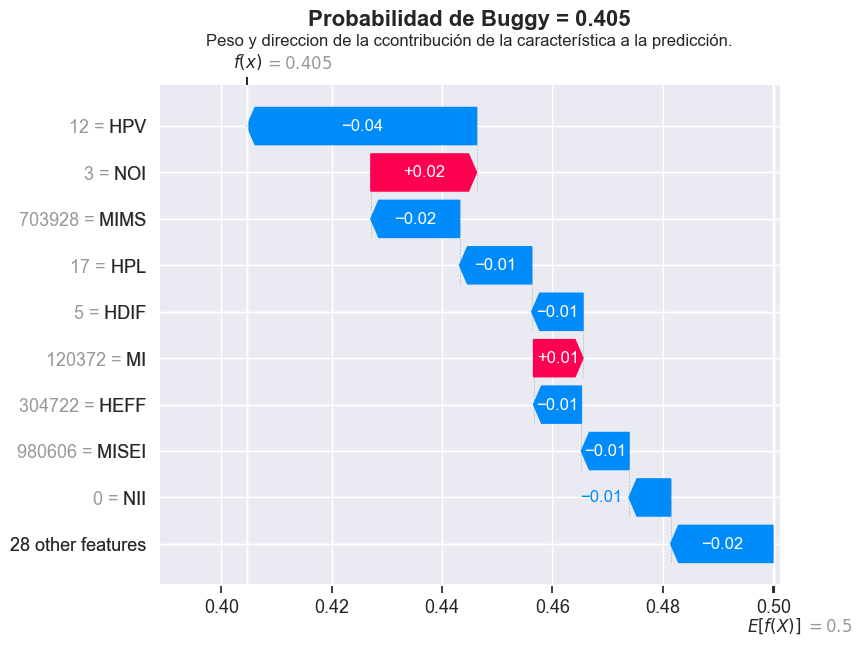 Probabilidad de Buggy = 0.405
Peso y direccion de la ccontribución de la característica a la predicción.
f(x) = 0.405
12 = HPV −0.04
3 = NOI +0.02
703928 = MIMS −0.02
17 = HPL −0.01
5 = HDIF −0.01
120372 = MI +0.01
304722 = HEFF −0.01
980606 = MISEI −0.01
0 = NII −0.01
28 other features −0.02
0.40 0.42 0.44 0.46 0.48 0.50
E[f(X)] = 0.5